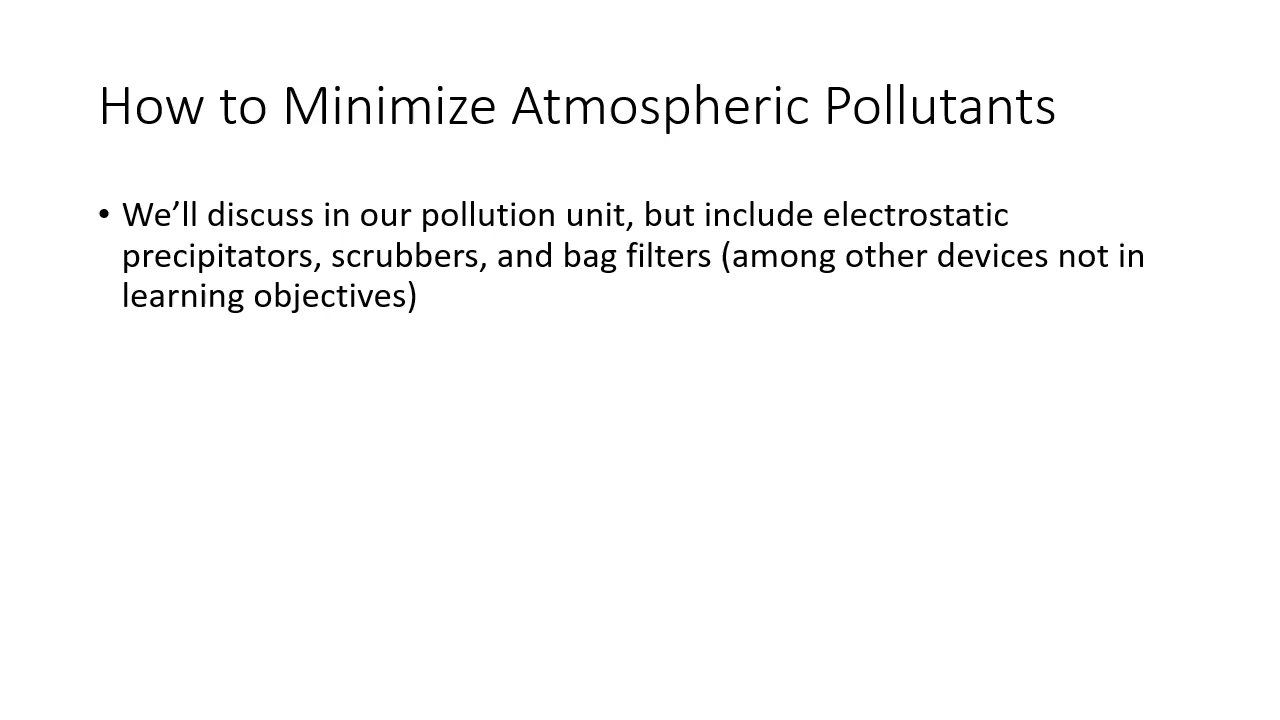 How to Minimize Atmospheric Pollutants
• We’ll discuss in our pollution unit, but include electrostatic
precipitators, scrubbers, and bag filters (among other devices not in
learning objectives)